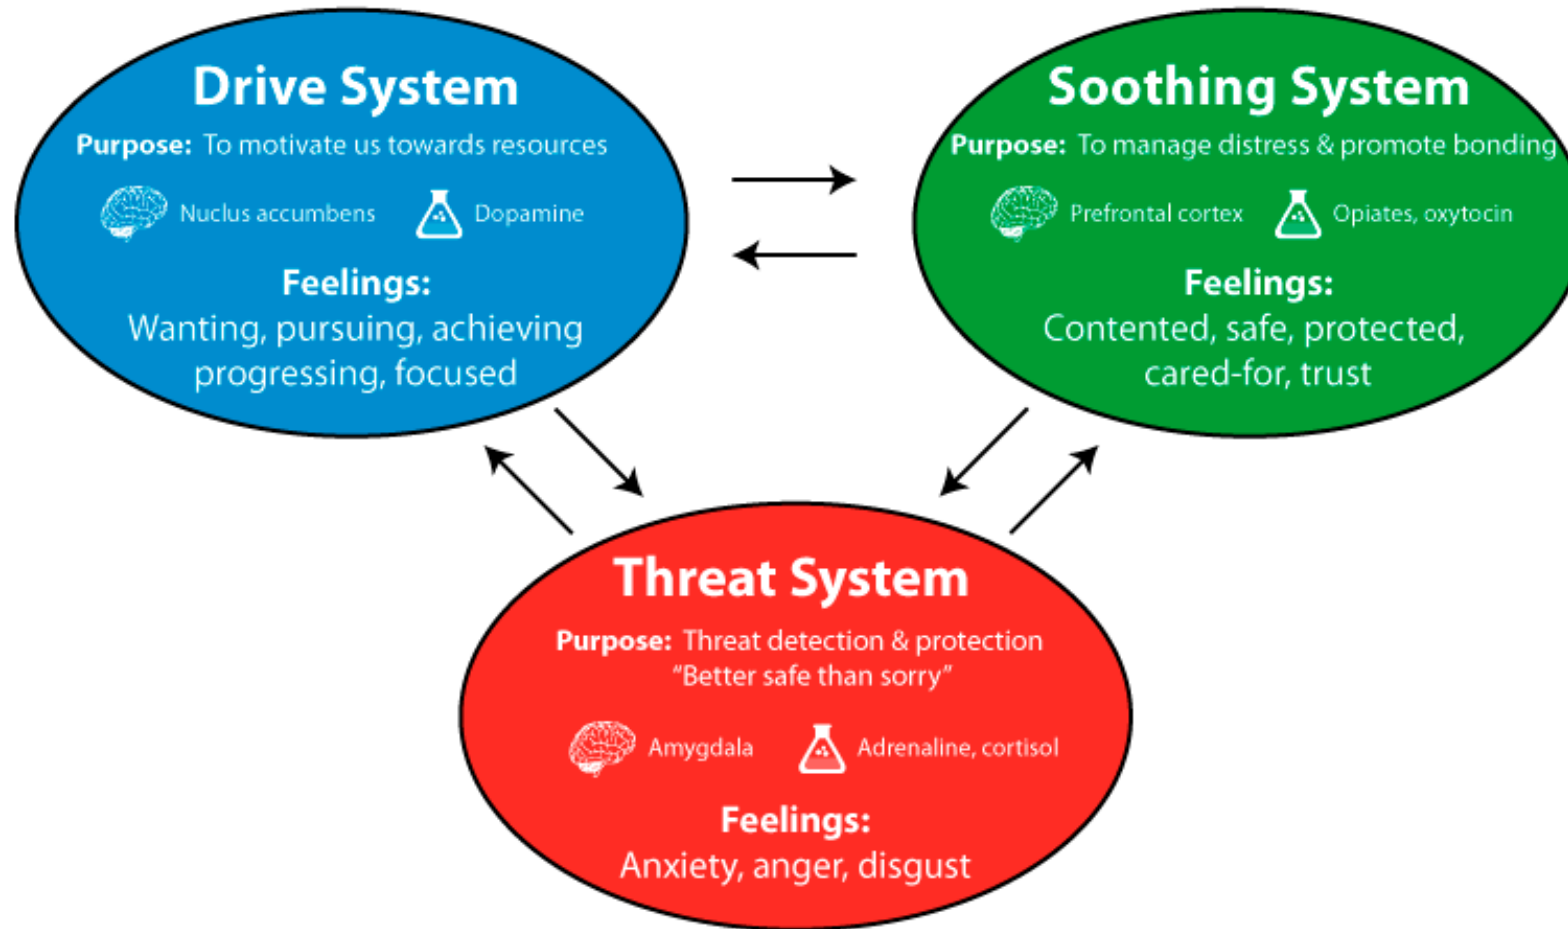 Drive System
Purpose: To motivate us towards resources
Nuclus accumbens
Dopamine
Feelings:
Wanting, pursuing, achieving
progressing, focused
Soothing System
Purpose: To manage distress & promote bonding
Prefrontal cortex
Opiates, oxytocin
Feelings:
Contented, safe, protected,
cared-for, trust
Threat System
Purpose: Threat detection & protection
“Better safe than sorry”
Amygdala
Adrenaline, cortisol
Feelings:
Anxiety, anger, disgust